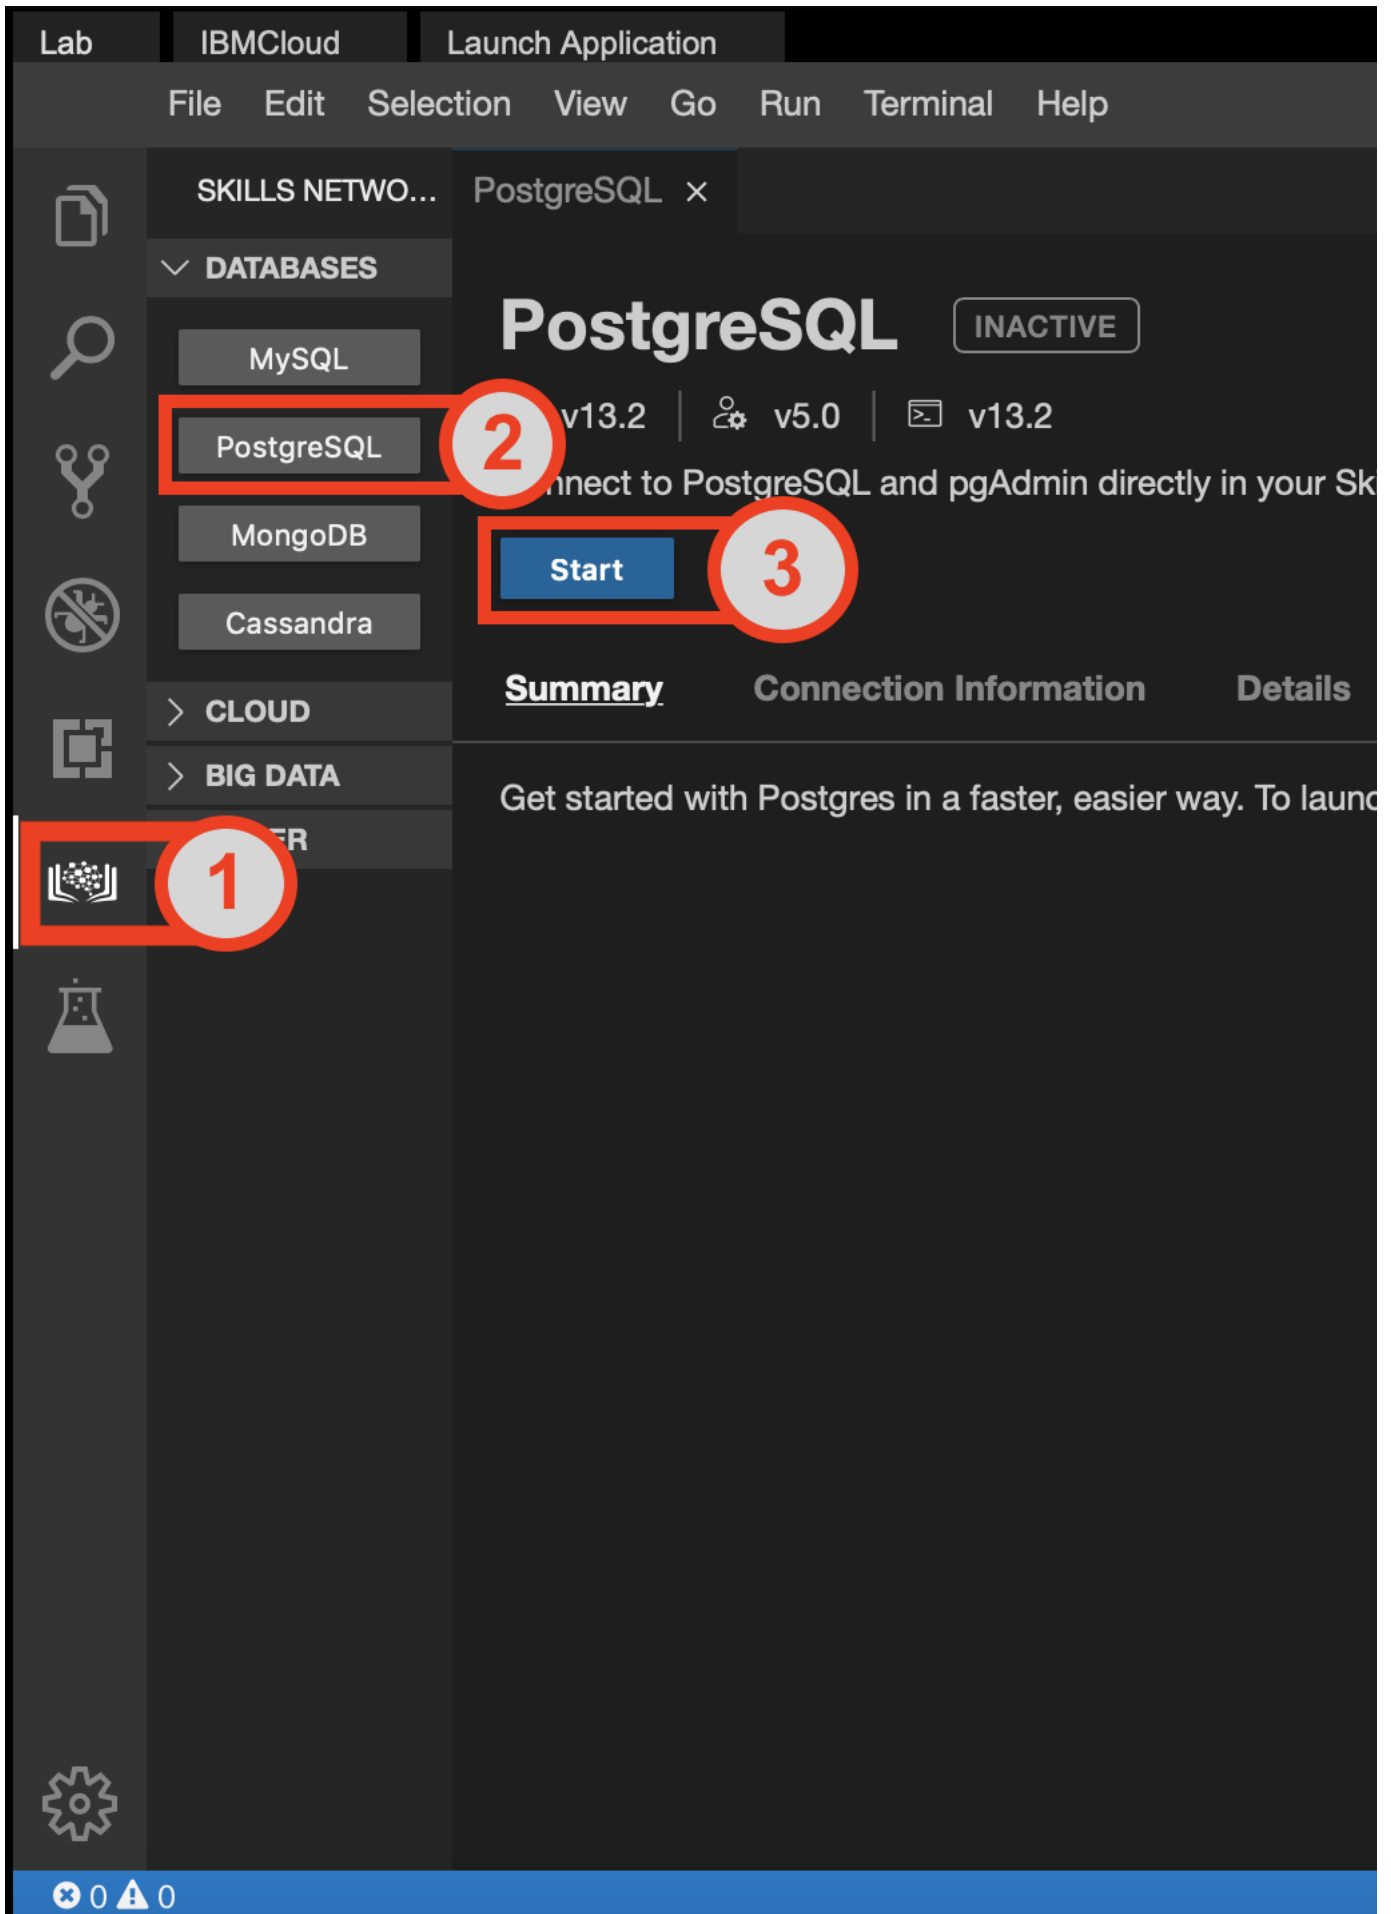 Lab IBMCloud Launch Application
File Edit Selection View Go Run Terminal Help
SKILLS NETWO... PostgreSQL ×
DATABASES
MySQL
PostgreSQL
MongoDB
Cassandra
CLOUD
BIG DATA
1
2
PostgreSQL INACTIVE
v13.2 v5.0 v13.2
to PostgreSQL and pgAdmin directly in your
Start
3
Summary Connection Information Details
Get started with Postgres in a faster, easier way. To
0 0